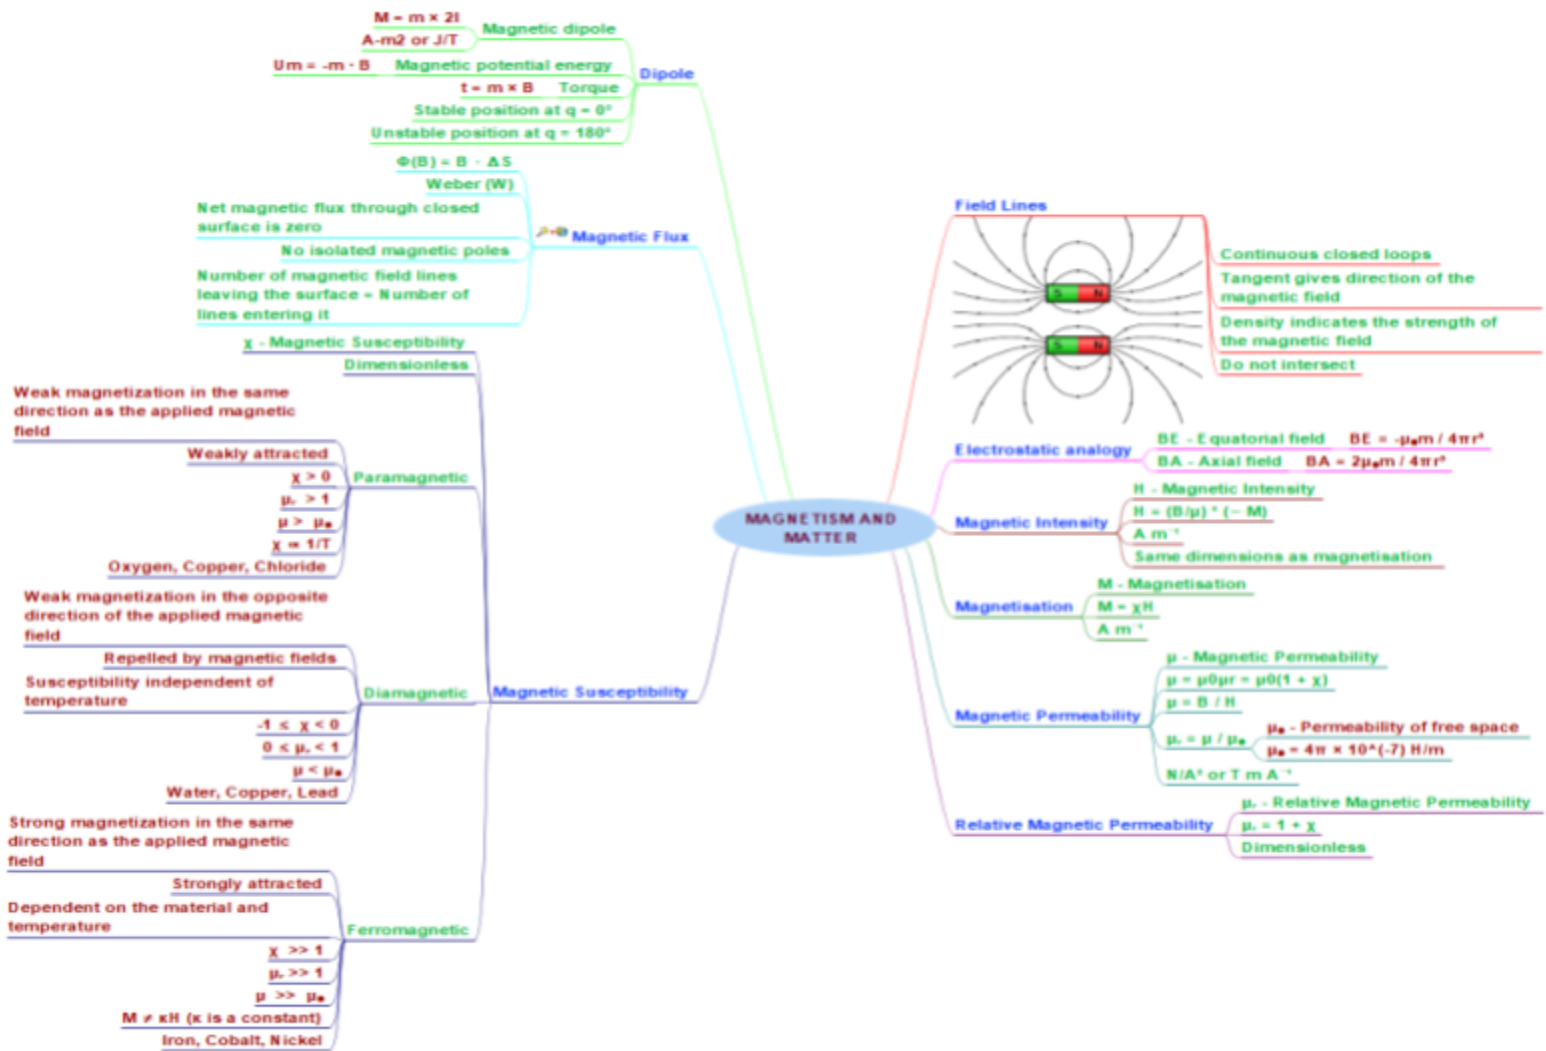 M = m × 2l
A-m2 or J/T
Magnetic dipole
Um = -m · B
Magnetic potential energy
t = m × B
Torque
Stable position at q = 0°
Unstable position at q = 180°
Dipole
Φ(B) = B · ΔS
Weber (W)
Net magnetic flux through closed
surface is zero
No isolated magnetic poles
Number of magnetic field lines
leaving the surface = Number of
lines entering it
Magnetic Flux
χ - Magnetic Susceptibility
Dimensionless
Weak magnetization in the same
direction as the applied magnetic
field
Weakly attracted
χ > 0
μᵣ > 1
μ > μ₀
χ ∝ 1/T
Oxygen, Copper, Chloride
Paramagnetic
Weak magnetization in the opposite
direction of the applied magnetic
field
Repelled by magnetic fields
Susceptibility independent of
temperature
-1 ≤ χ < 0
0 ≤ μᵣ < 1
μ < μ₀
Water, Copper, Lead
Diamagnetic
Strong magnetization in the same
direction as the applied magnetic
field
Strongly attracted
Dependent on the material and
temperature
χ >> 1
μᵣ >> 1
μ >> μ₀
M ≠ κH (κ is a constant)
Iron, Cobalt, Nickel
Ferromagnetic
Magnetic Susceptibility
MAGNETISM AND
MATTER
Field Lines
S N
S N
Continuous closed loops
Tangent gives direction of the
magnetic field
Density indicates the strength of
the magnetic field
Do not intersect
Electrostatic analogy
BE - Equatorial field
BE = -μ₀m / 4πr³
BA - Axial field
BA = 2μ₀m / 4πr³
Magnetic Intensity
H - Magnetic Intensity
H = (B/μ) * (− M)
A m⁻¹
Same dimensions as magnetisation
Magnetisation
M - Magnetisation
M = χH
A m⁻¹
Magnetic Permeability
μ - Magnetic Permeability
μ = μ0μr = μ0(1 + χ)
μ = B / H
μᵣ = μ / μ₀
μ₀ - Permeability of free space
μ₀ = 4π × 10^(-7) H/m
N/A² or T m A⁻¹
Relative Magnetic Permeability
μᵣ - Relative Magnetic Permeability
μᵣ = 1 + χ
Dimensionless